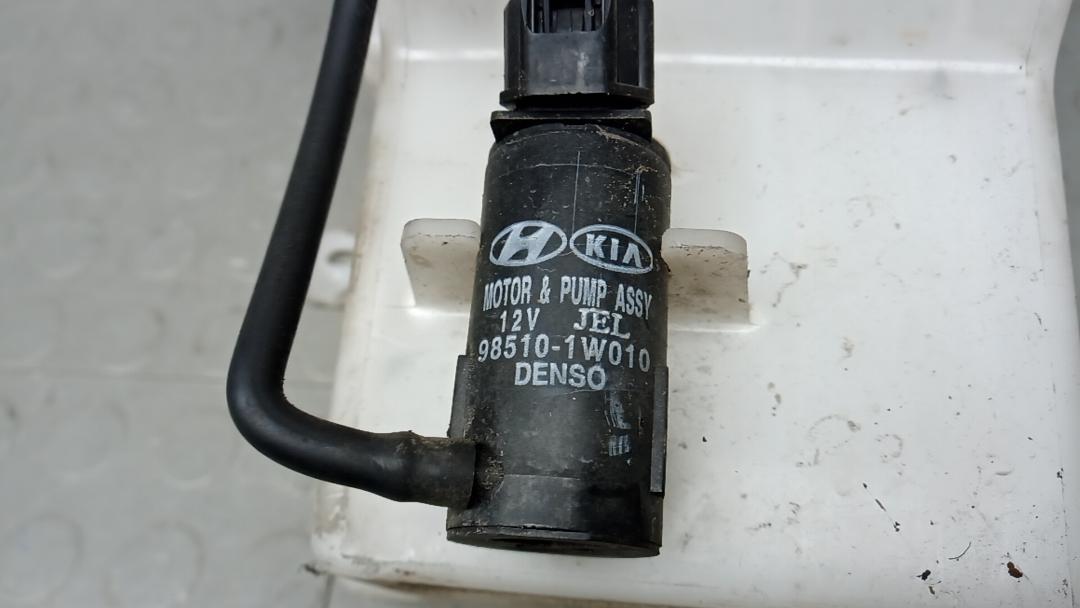 H KIA
MOTOR & PUMP ASSY
12V JEL
98510-1W010
DENSO